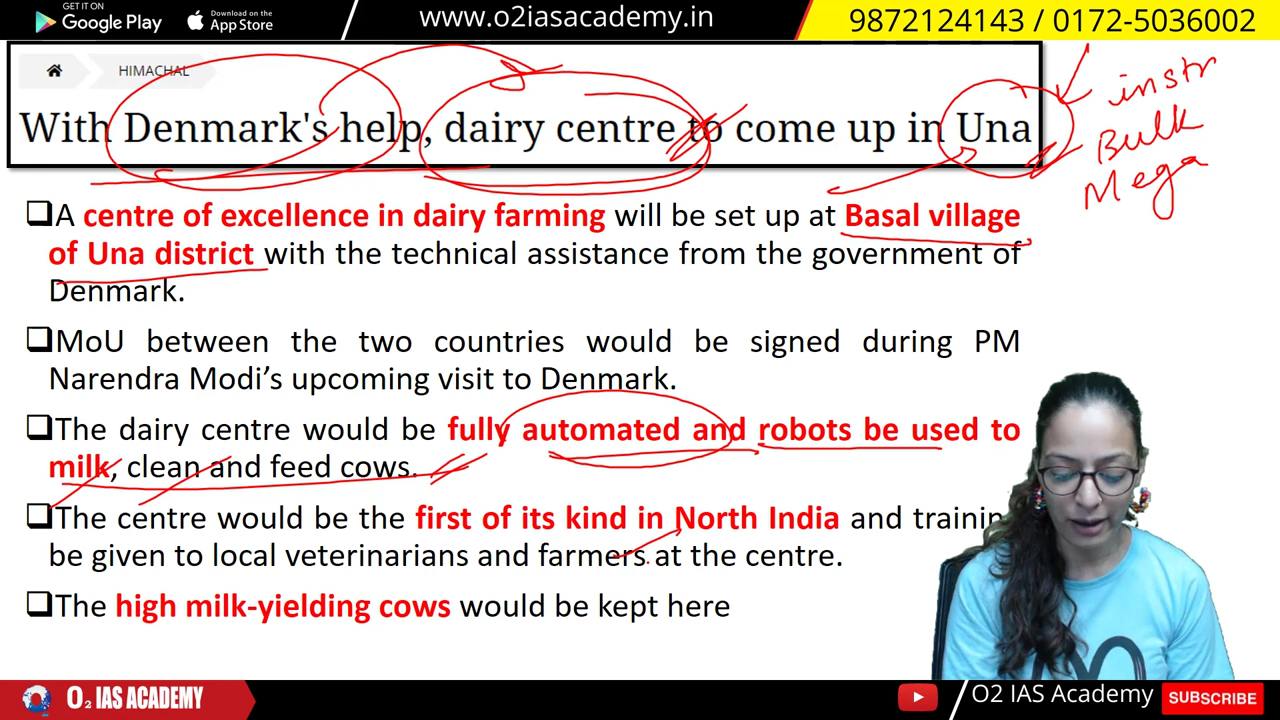 GET IT ON
Google Play
Download on the
App Store
www.o2iasacademy.in
9872124143 / 0172-5036002
HIMACHAL
With Denmark's help, dairy centre to come up in Una
instr
Bulk
Mega
❑A centre of excellence in dairy farming will be set up at Basal village
of Una district with the technical assistance from the government of
Denmark.
❑MoU between the two countries would be signed during PM
Narendra Modi’s upcoming visit to Denmark.
❑The dairy centre would be fully automated and robots be used to
milk, clean and feed cows.
❑The centre would be the first of its kind in North India and training
be given to local veterinarians and farmers at the centre.
❑The high milk-yielding cows would be kept here
O2 IAS ACADEMY
O2 IAS Academy
SUBSCRIBE